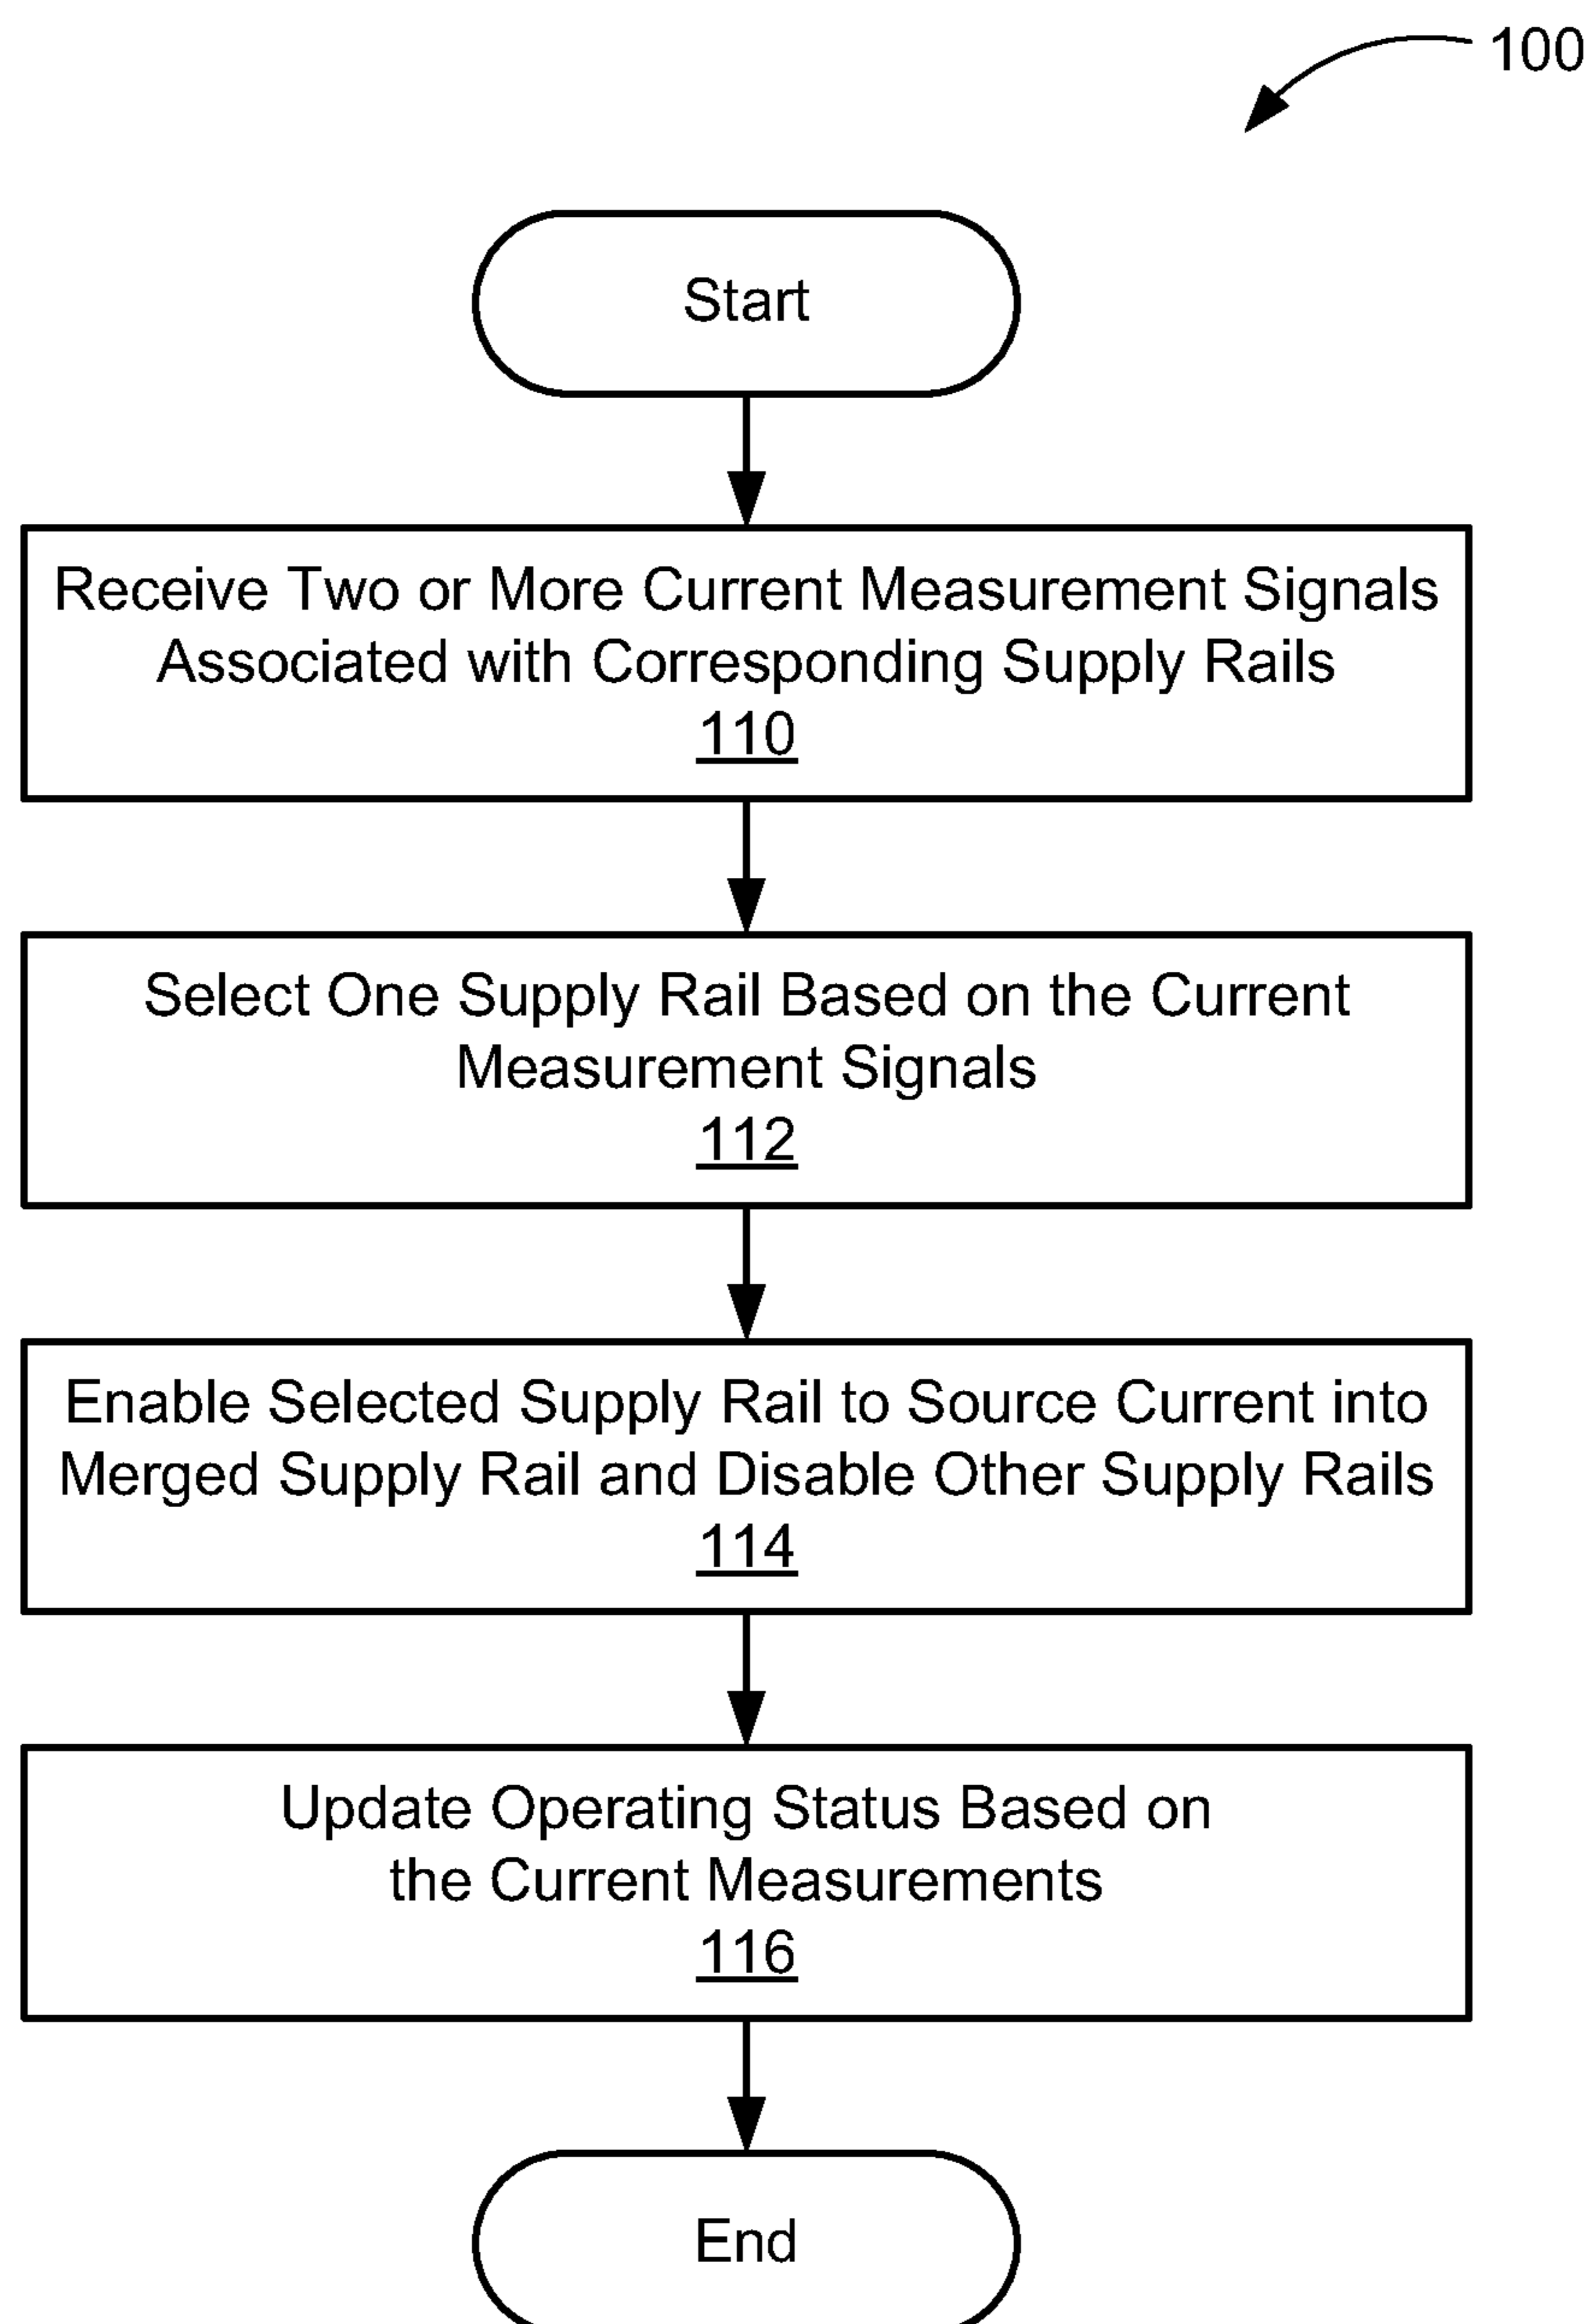 100
Start
Receive Two or More Current Measurement Signals
Associated with Corresponding Supply Rails
110
Select One Supply Rail Based on the Current
Measurement Signals
112
Enable Selected Supply Rail to Source Current into
Merged Supply Rail and Disable Other Supply Rails
114
Update Operating Status Based on
the Current Measurements
116
End